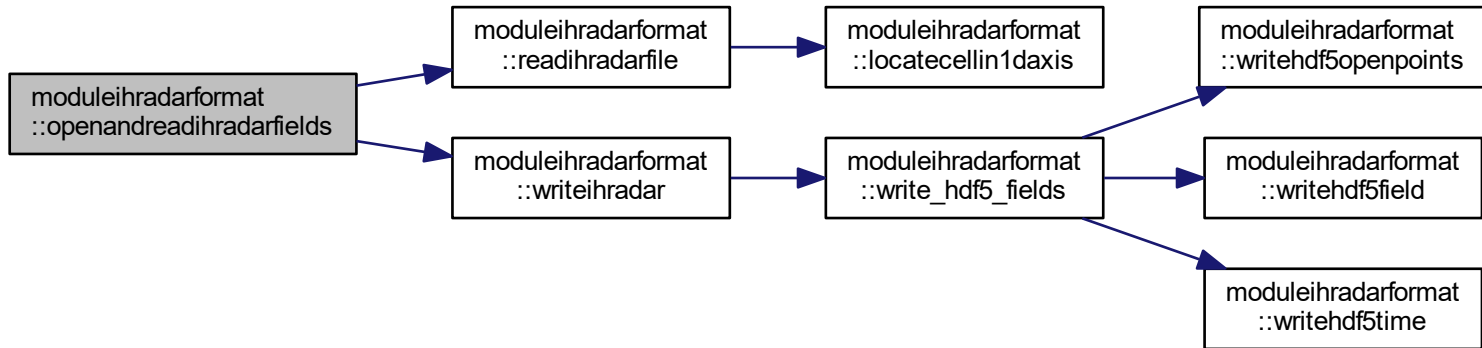 moduleihradarformat
::openandreadihradarfields
moduleihradarformat
::readihradarfile
moduleihradarformat
::locatecellin1daxis
moduleihradarformat
::writeihradar
moduleihradarformat
::write_hdf5_fields
moduleihradarformat
::writehdf5openpoints
moduleihradarformat
::writehdf5field
moduleihradarformat
::writehdf5time